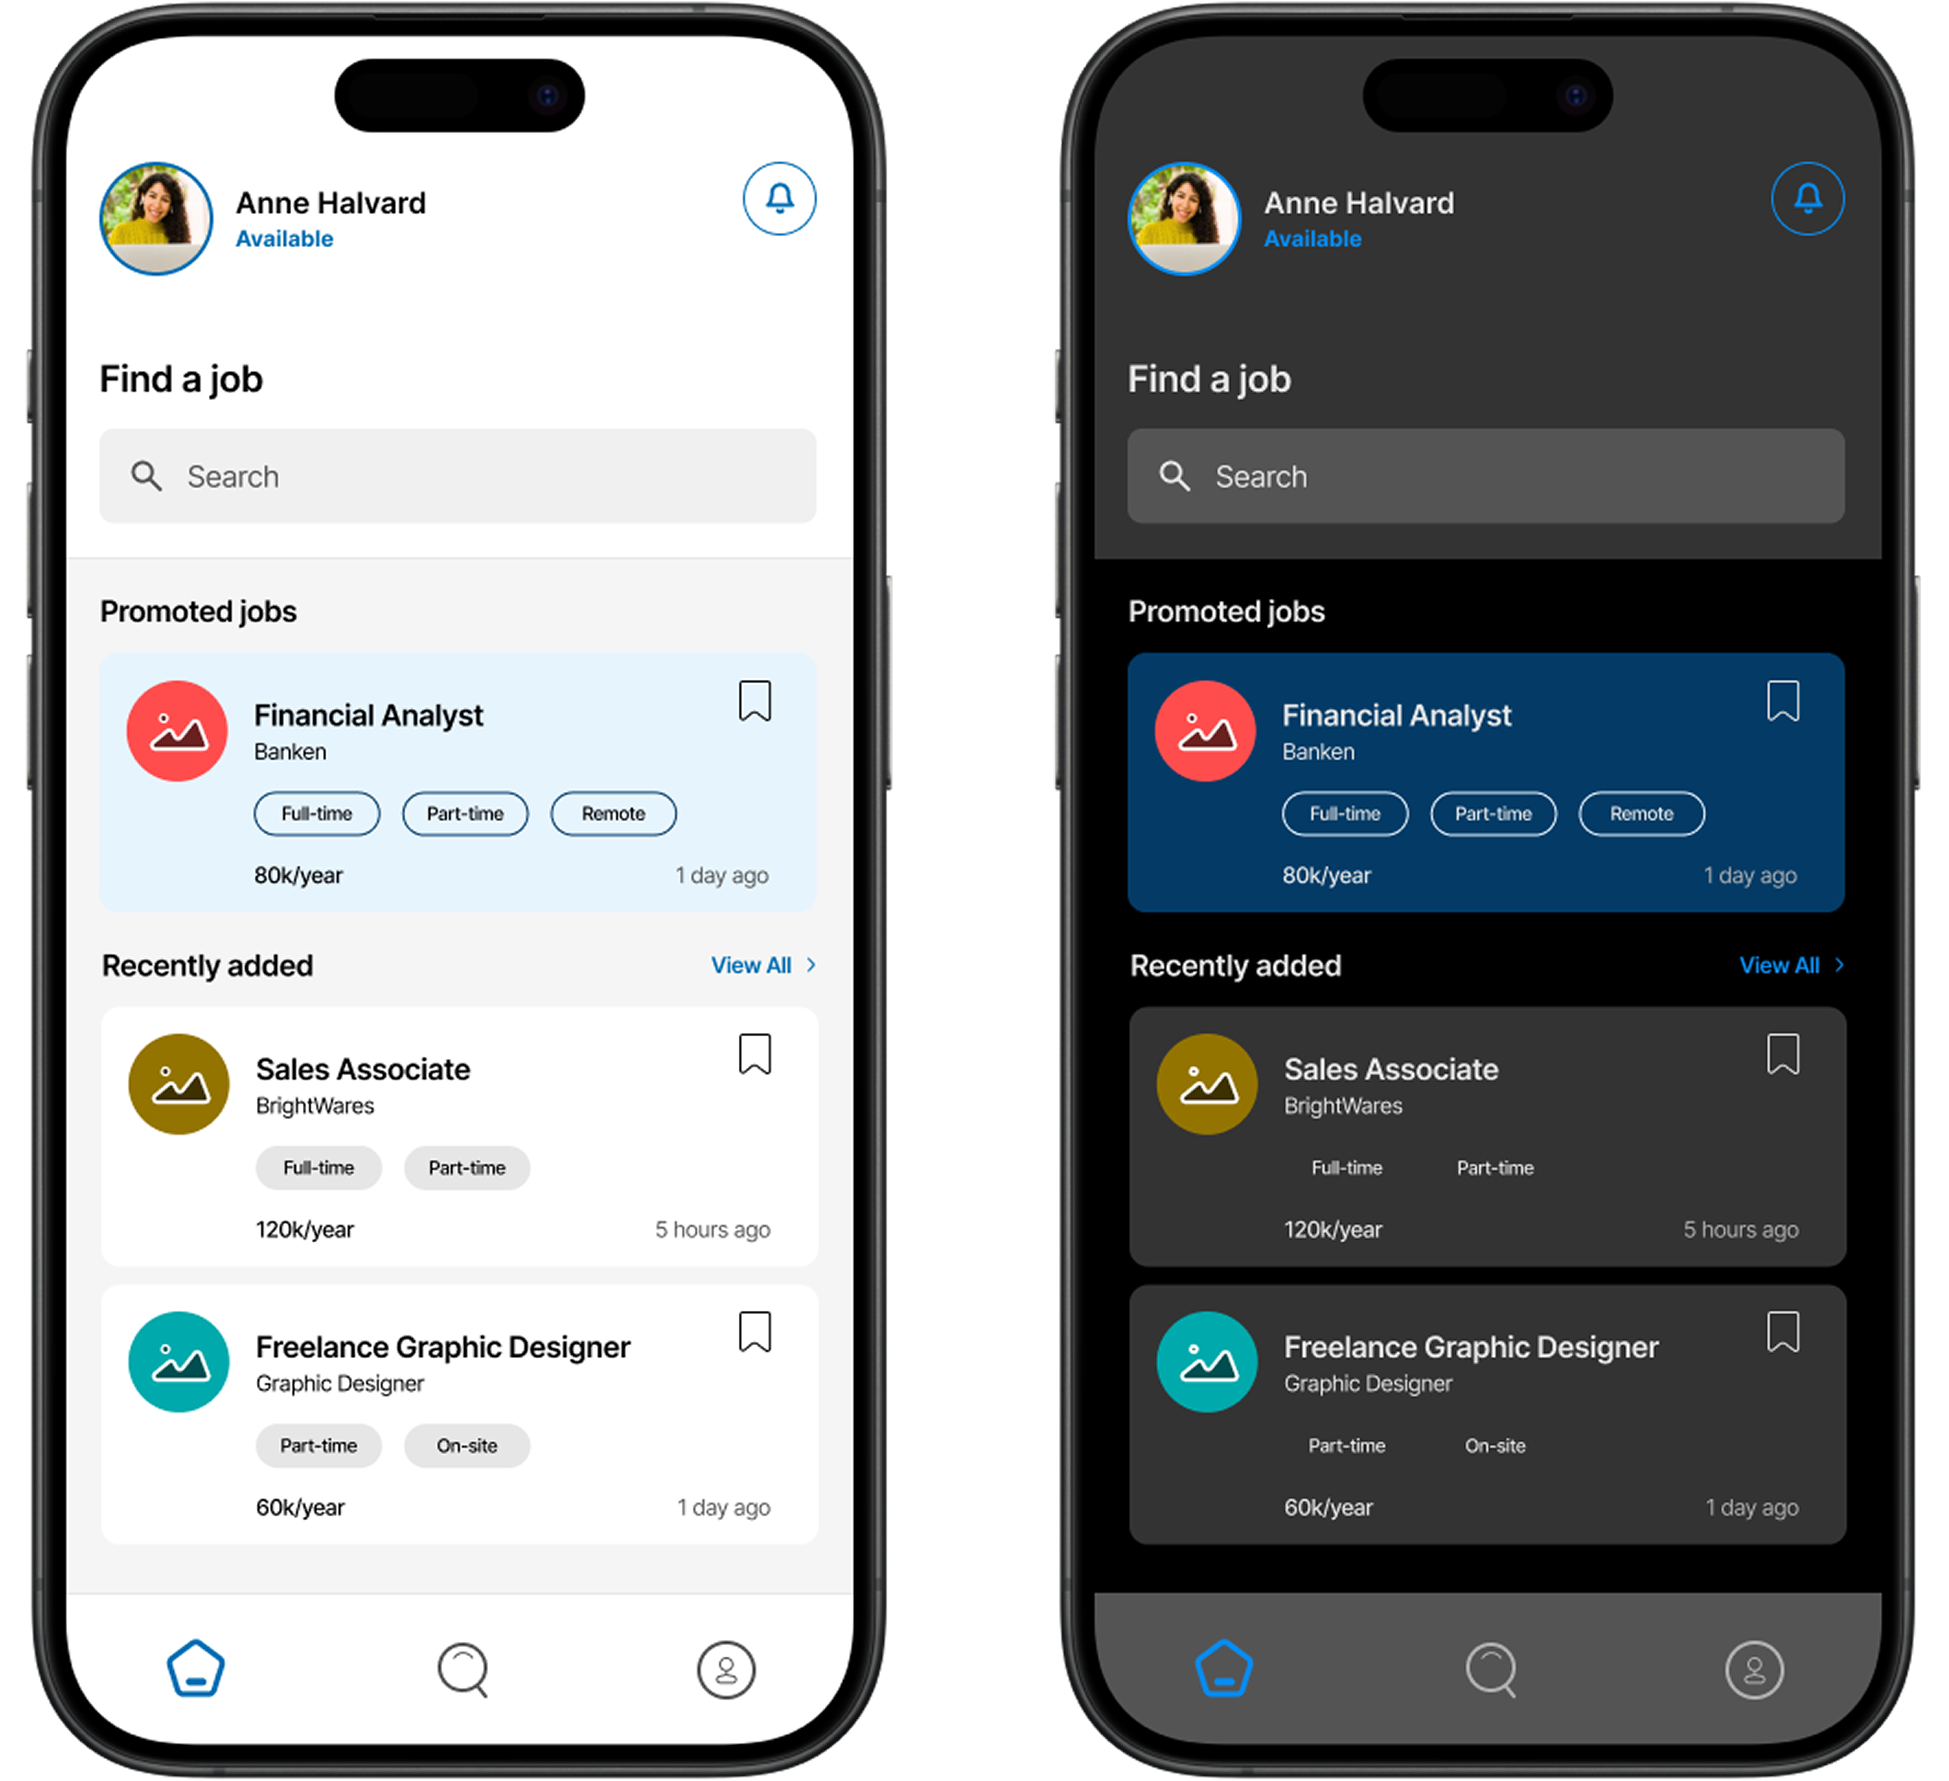 Anne Halvard
Available
Find a job
Search
Promoted jobs
Financial Analyst
Banken
Full-time Part-time Remote
80k/year 1 day ago
Recently added View All
Sales Associate
BrightWares
Full-time Part-time
120k/year 5 hours ago
Freelance Graphic Designer
Graphic Designer
Part-time On-site
60k/year 1 day ago
Anne Halvard
Available
Find a job
Search
Promoted jobs
Financial Analyst
Banken
Full-time Part-time Remote
80k/year 1 day ago
Recently added View All
Sales Associate
BrightWares
Full-time Part-time
120k/year 5 hours ago
Freelance Graphic Designer
Graphic Designer
Part-time On-site
60k/year 1 day ago